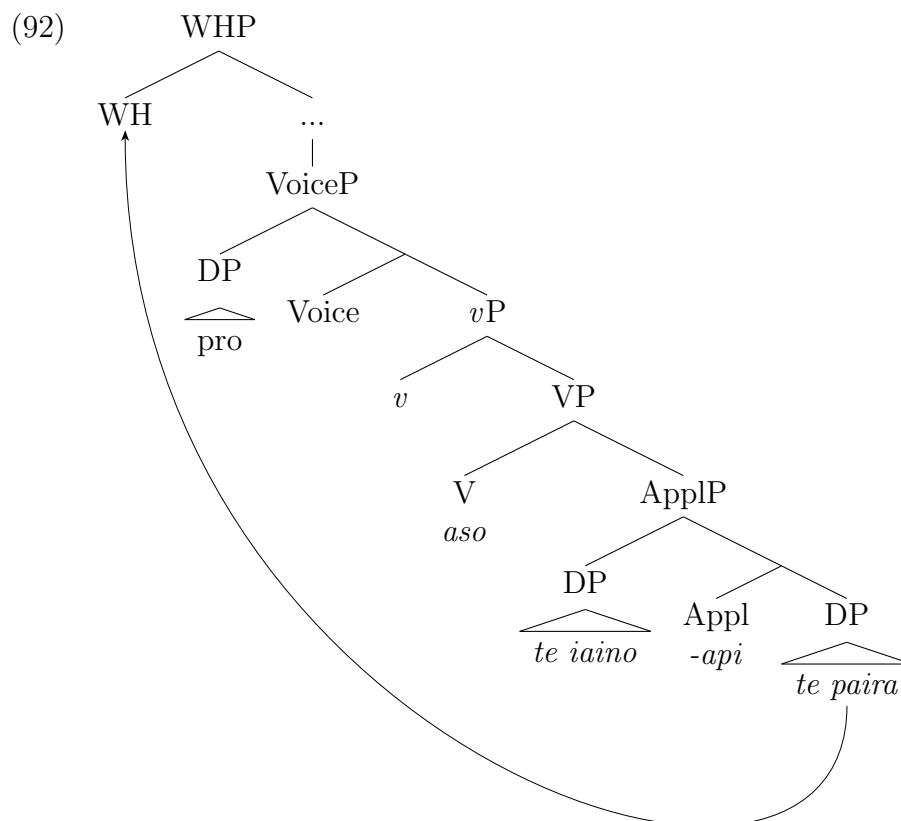 (92) WHP
WH ...
VoiceP
DP
Voice vP
pro
v VP
V ApplP
aso
DP
Appl DP
te iaino -api
te paira